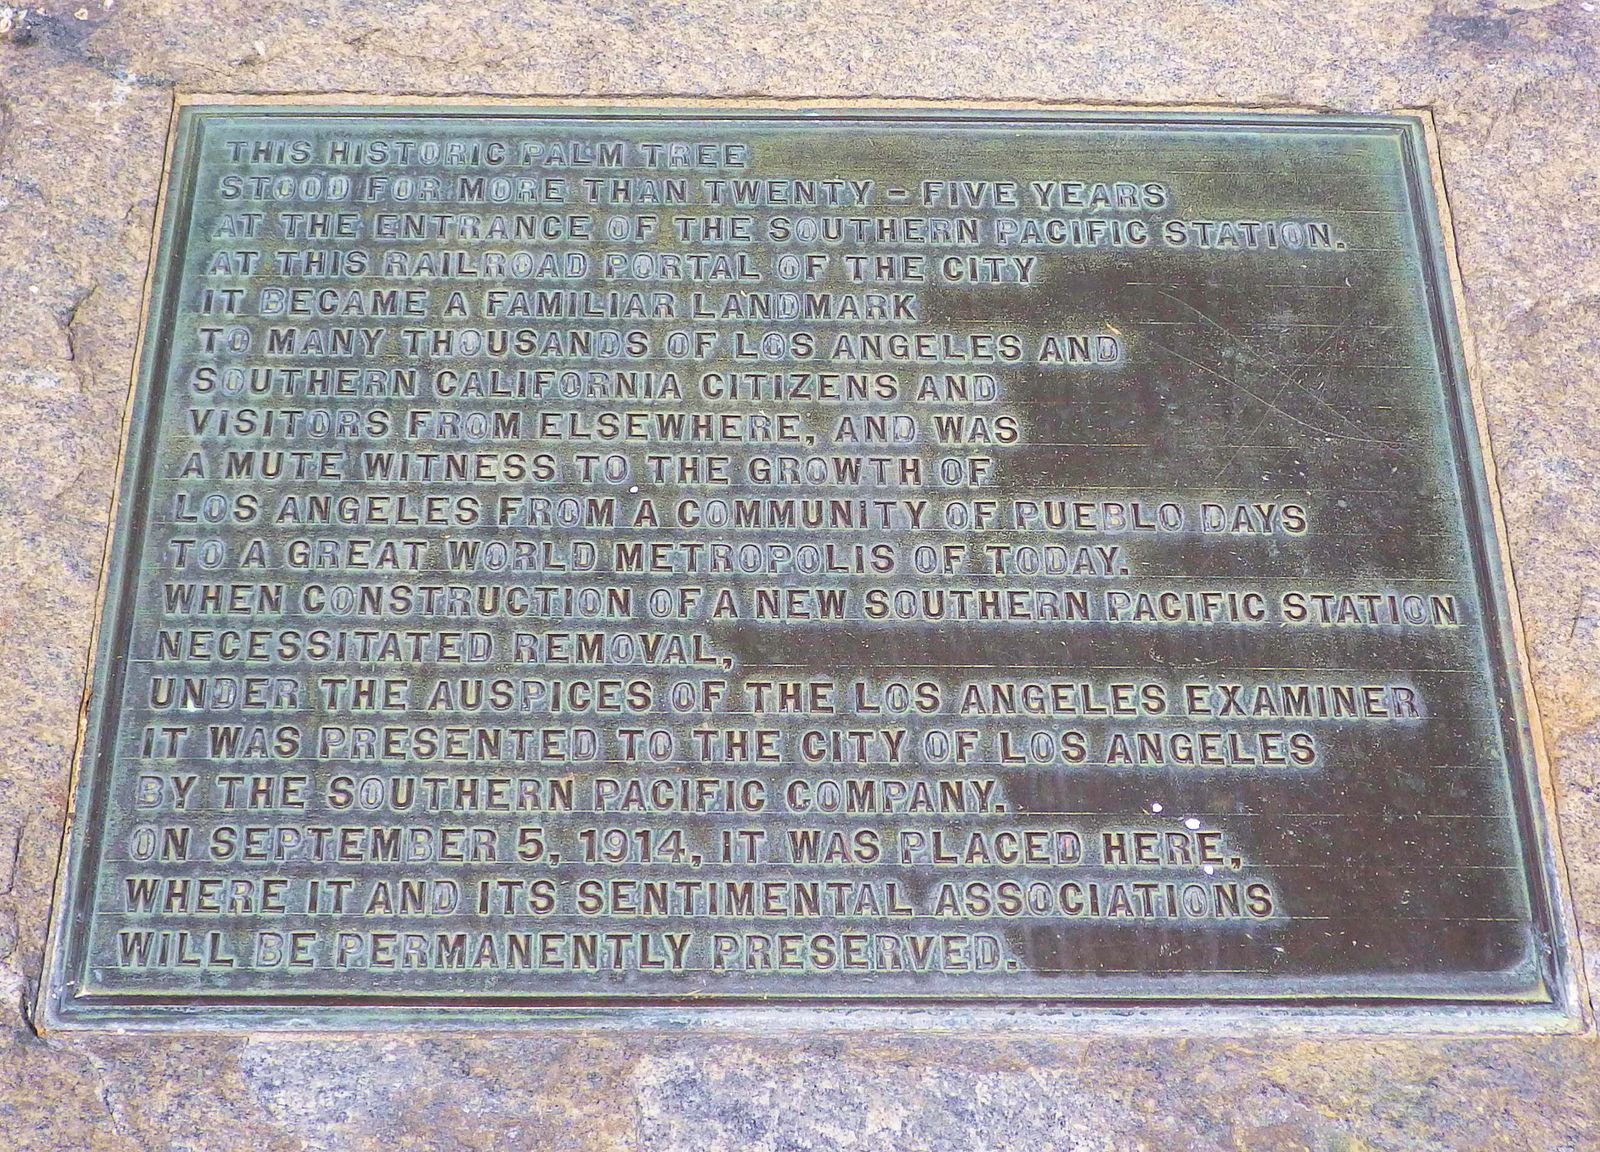 THIS HISTORIC PALM TREE
STOOD FOR MORE THAN TWENTY - FIVE YEARS
AT THE ENTRANCE OF THE SOUTHERN PACIFIC STATION.
AT THIS RAILROAD PORTAL OF THE CITY
IT BECAME A FAMILIAR LANDMARK
TO MANY THOUSANDS OF LOS ANGELES AND
SOUTHERN CALIFORNIA CITIZENS AND
VISITORS FROM ELSEWHERE, AND WAS
A MUTE WITNESS TO THE GROWTH OF
LOS ANGELES FROM A COMMUNITY OF PUEBLO DAYS
TO A GREAT WORLD METROPOLIS OF TODAY.
WHEN CONSTRUCTION OF A NEW SOUTHERN PACIFIC STATION
NECESSITATED REMOVAL,
UNDER THE AUSPICES OF THE LOS ANGELES EXAMINER
IT WAS PRESENTED TO THE CITY OF LOS ANGELES
BY THE SOUTHERN PACIFIC COMPANY.
ON SEPTEMBER 5, 1914, IT WAS PLACED HERE,
WHERE IT AND ITS SENTIMENTAL ASSOCIATIONS
WILL BE PERMANENTLY PRESERVED.